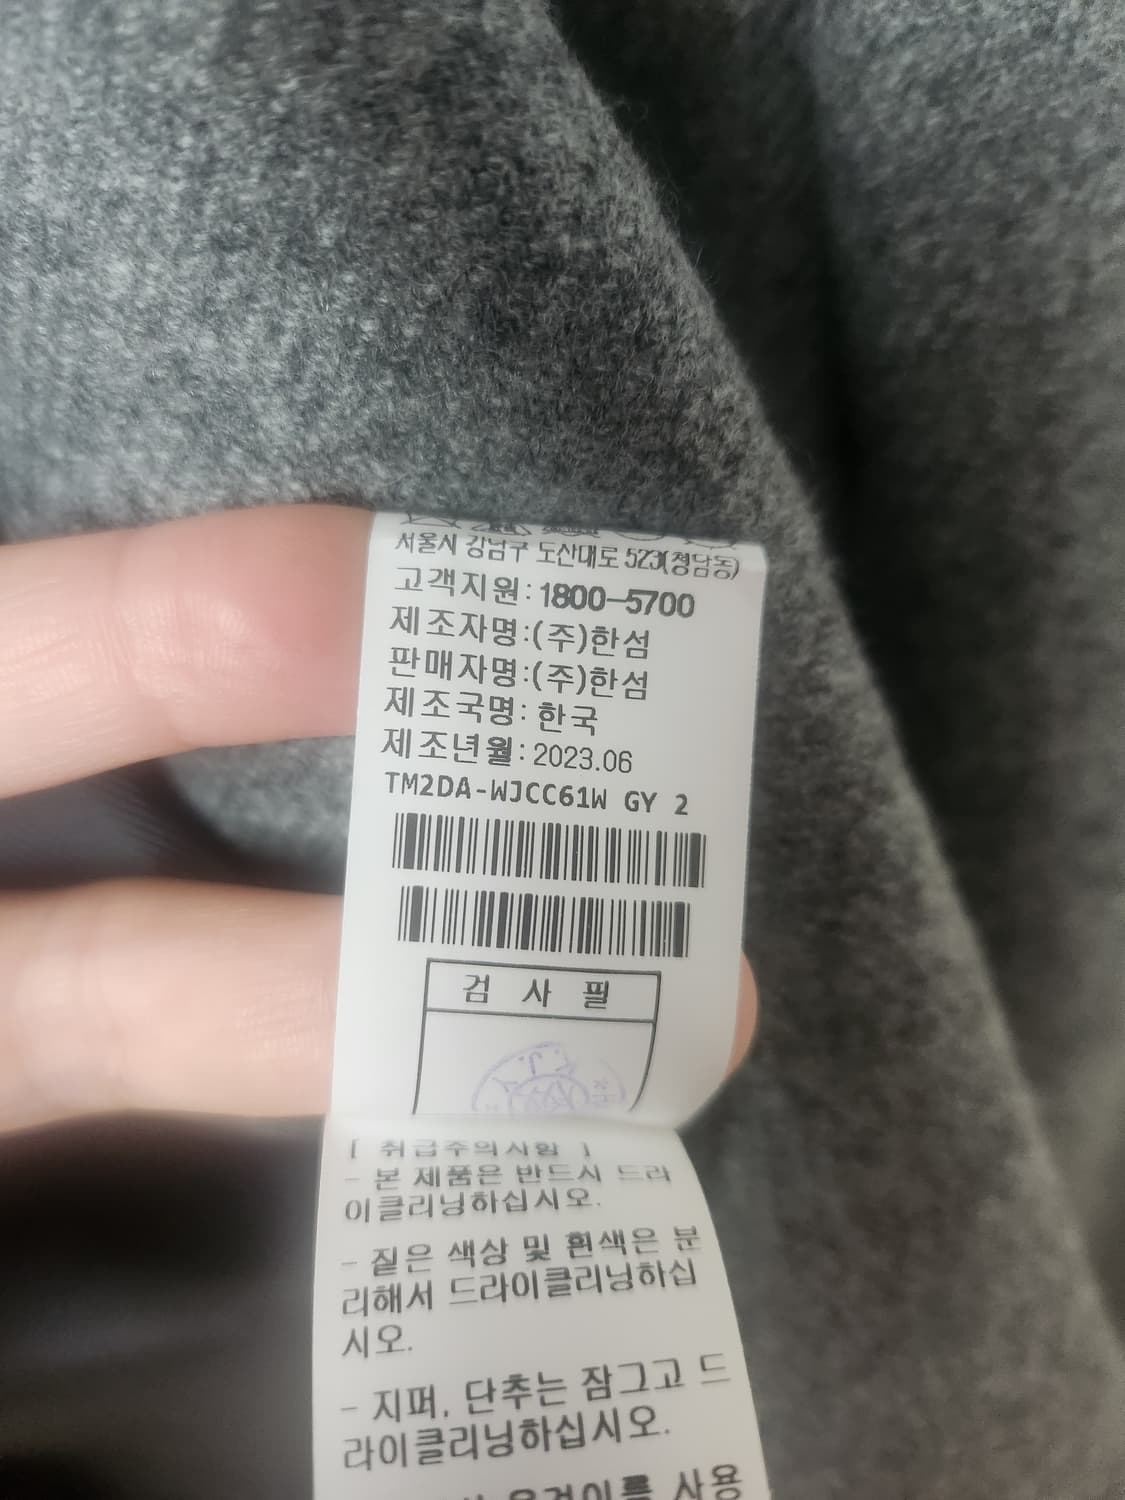 서울시 강남구 도산대로 523(청담동)
고객지원:1800-5700
제조자명:(주)한섬
판매자명:(주)한섬
제조국명:한국
제조년월:2023.06
TM2DA-WJCC61W GY 2
검 사 필
[ 취급주의사항 ]
- 본 제품은 반드시 드라
이클리닝하십시오.
- 짙은 색상 및 흰색은 분
리해서 드라이클리닝하십
시오.
- 지퍼, 단추는 잠그고 드
라이클리닝하십시오.
옷걸이를 사용